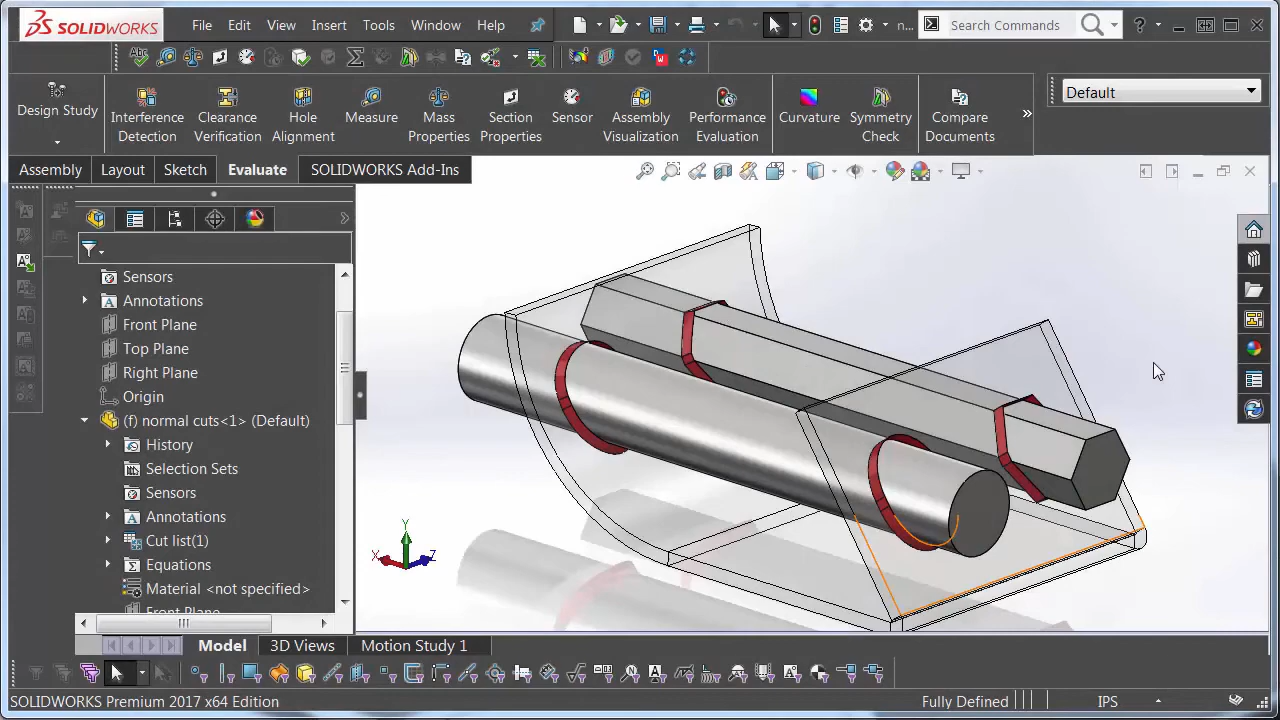 SOLIDWORKS
File Edit View Insert Tools Window Help
n...
Search Commands
?
Design Study
Interference Detection
Clearance Verification
Hole Alignment
Measure
Mass Properties
Section Properties
Sensor
Assembly Visualization
Performance Evaluation
Curvature
Symmetry Check
Compare Documents
»
Default
Assembly Layout Sketch Evaluate SOLIDWORKS Add-Ins
Sensors
Annotations
Front Plane
Top Plane
Right Plane
Origin
(f) normal cuts<1> (Default)
History
Selection Sets
Sensors
Annotations
Cut list(1)
Equations
Material <not specified>
Front Plane
Y
X
Z
Model 3D Views Motion Study 1
SOLIDWORKS Premium 2017 x64 Edition
Fully Defined
IPS